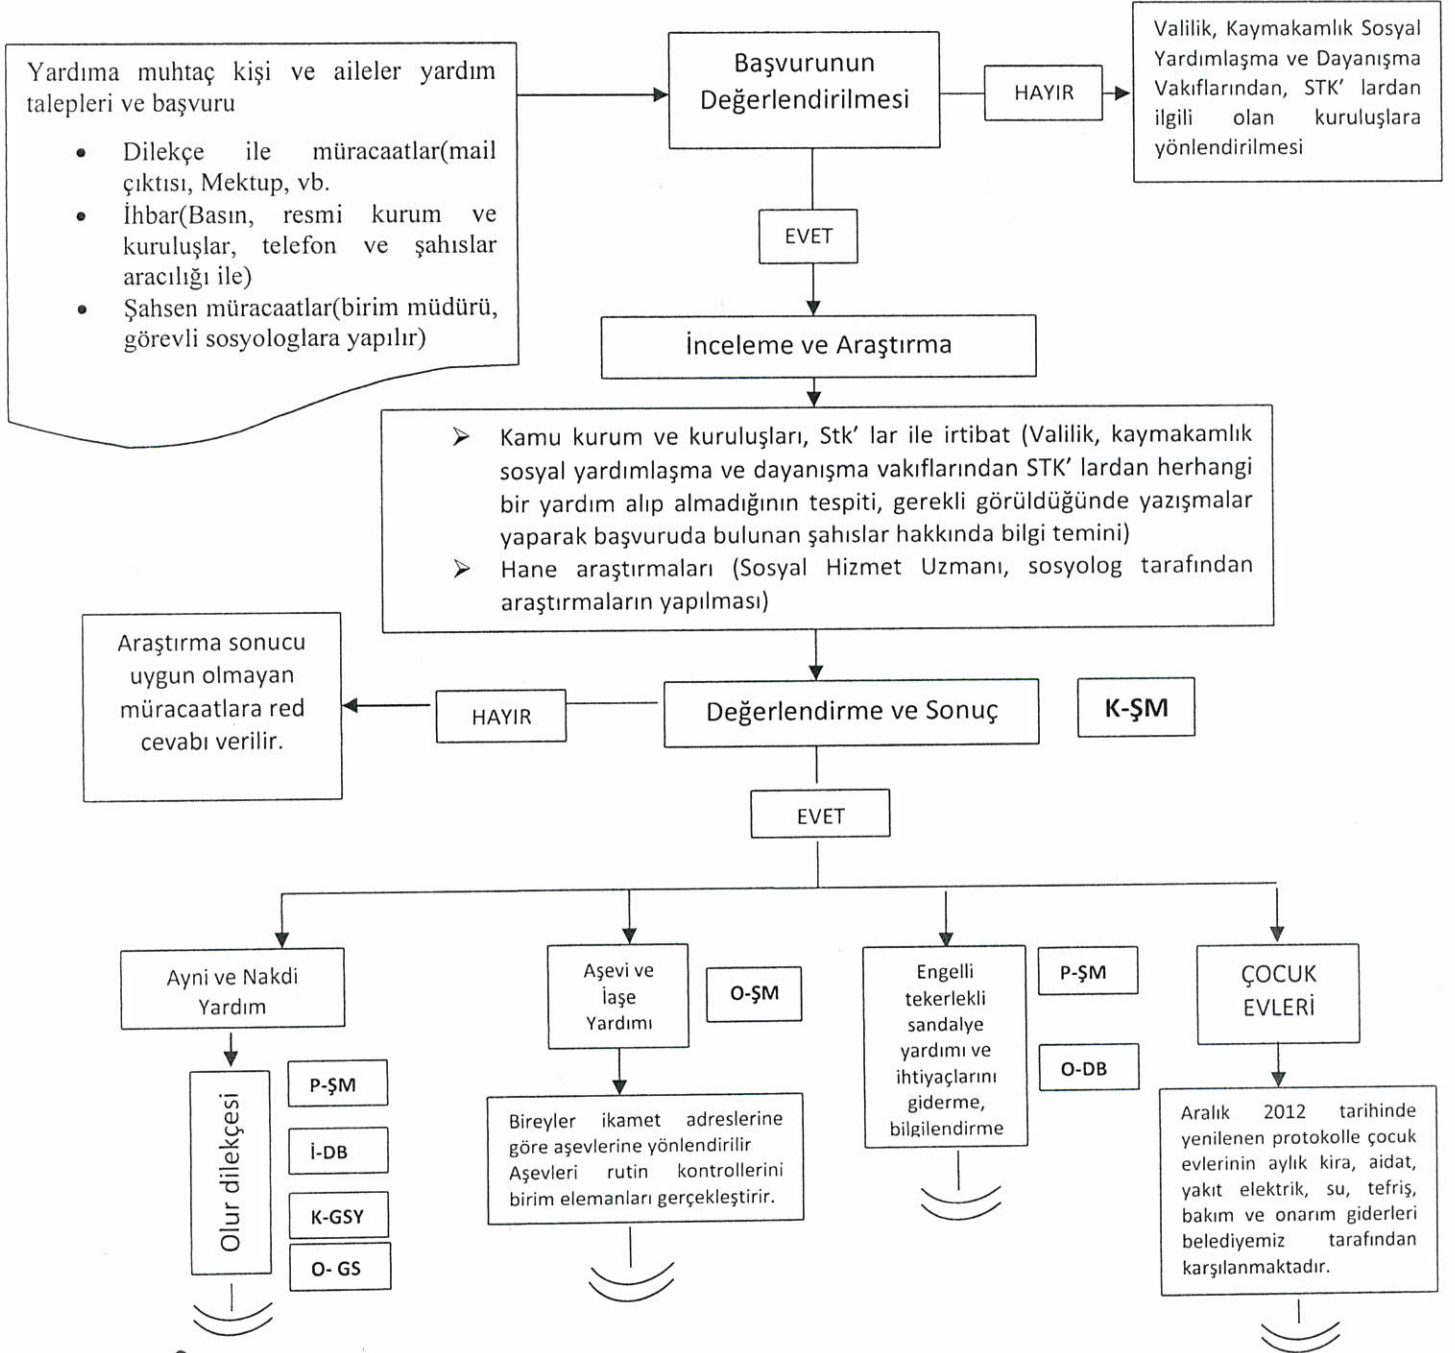 Yardıma muhtaç kişi ve aileler yardım
talepleri ve başvuru
• Dilekçe ile müracaatlar(mail
çıktısı, Mektup, vb.
• İhbar(Basın, resmi kurum ve
kuruluşlar, telefon ve şahıslar
aracılığı ile)
• Şahsen müracaatlar(birim müdürü,
görevli sosyologlara yapılır)
Başvurunun
Değerlendirilmesi
HAYIR
Valilik, Kaymakamlık Sosyal
Yardımlaşma ve Dayanışma
Vakıflarından, STK' lardan
ilgili olan kuruluşlara
yönlendirilmesi
EVET
İnceleme ve Araştırma
➢ Kamu kurum ve kuruluşları, Stk' lar ile irtibat (Valilik, kaymakamlık
sosyal yardımlaşma ve dayanışma vakıflarından STK' lardan herhangi
bir yardım alıp almadığının tespiti, gerekli görüldüğünde yazışmalar
yaparak başvuruda bulunan şahıslar hakkında bilgi temini)
➢ Hane araştırmaları (Sosyal Hizmet Uzmanı, sosyolog tarafından
araştırmaların yapılması)
Araştırma sonucu
uygun olmayan
müracaatlara red
cevabı verilir.
HAYIR
Değerlendirme ve Sonuç
K-ŞM
EVET
Ayni ve Nakdi
Yardım
Olur dilekçesi
P-ŞM
İ-DB
K-GSY
O- GS
Aşevi ve
İaşe
Yardımı
O-ŞM
Bireyler ikamet adreslerine
göre aşevlerine yönlendirilir
Aşevleri rutin kontrollerini
birim elemanları gerçekleştirir.
Engelli
tekerlekli
sandalye
yardımı ve
ihtiyaçlarını
giderme,
bilgilendirme
P-ŞM
O-DB
ÇOCUK
EVLERİ
Aralık 2012 tarihinde
yenilenen protokolle çocuk
evlerinin aylık kira, aidat,
yakıt elektrik, su, tefriş,
bakım ve onarım giderleri
belediyemiz tarafından
karşılanmaktadır.